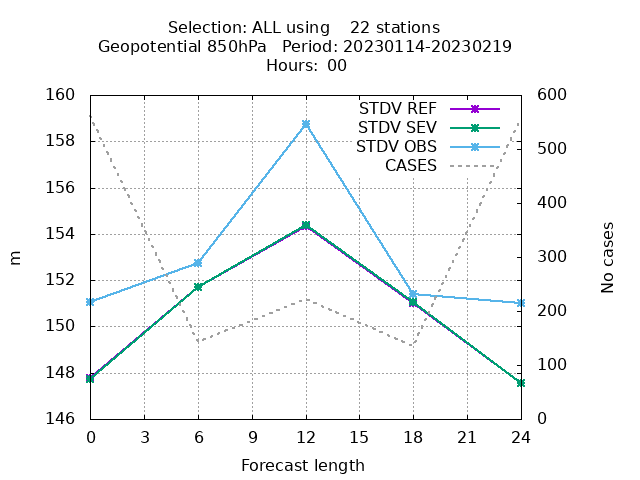 Selection: ALL using    22 stations
Geopotential 850hPa   Period: 20230114-20230219
Hours: 00
160 600
STDV REF
158 STDV SEV
500
STDV OBS
CASES
156
400
154
m 300 No cases
152
200
150
148 100
146 0
0 3 6 9 12 15 18 21 24
Forecast length